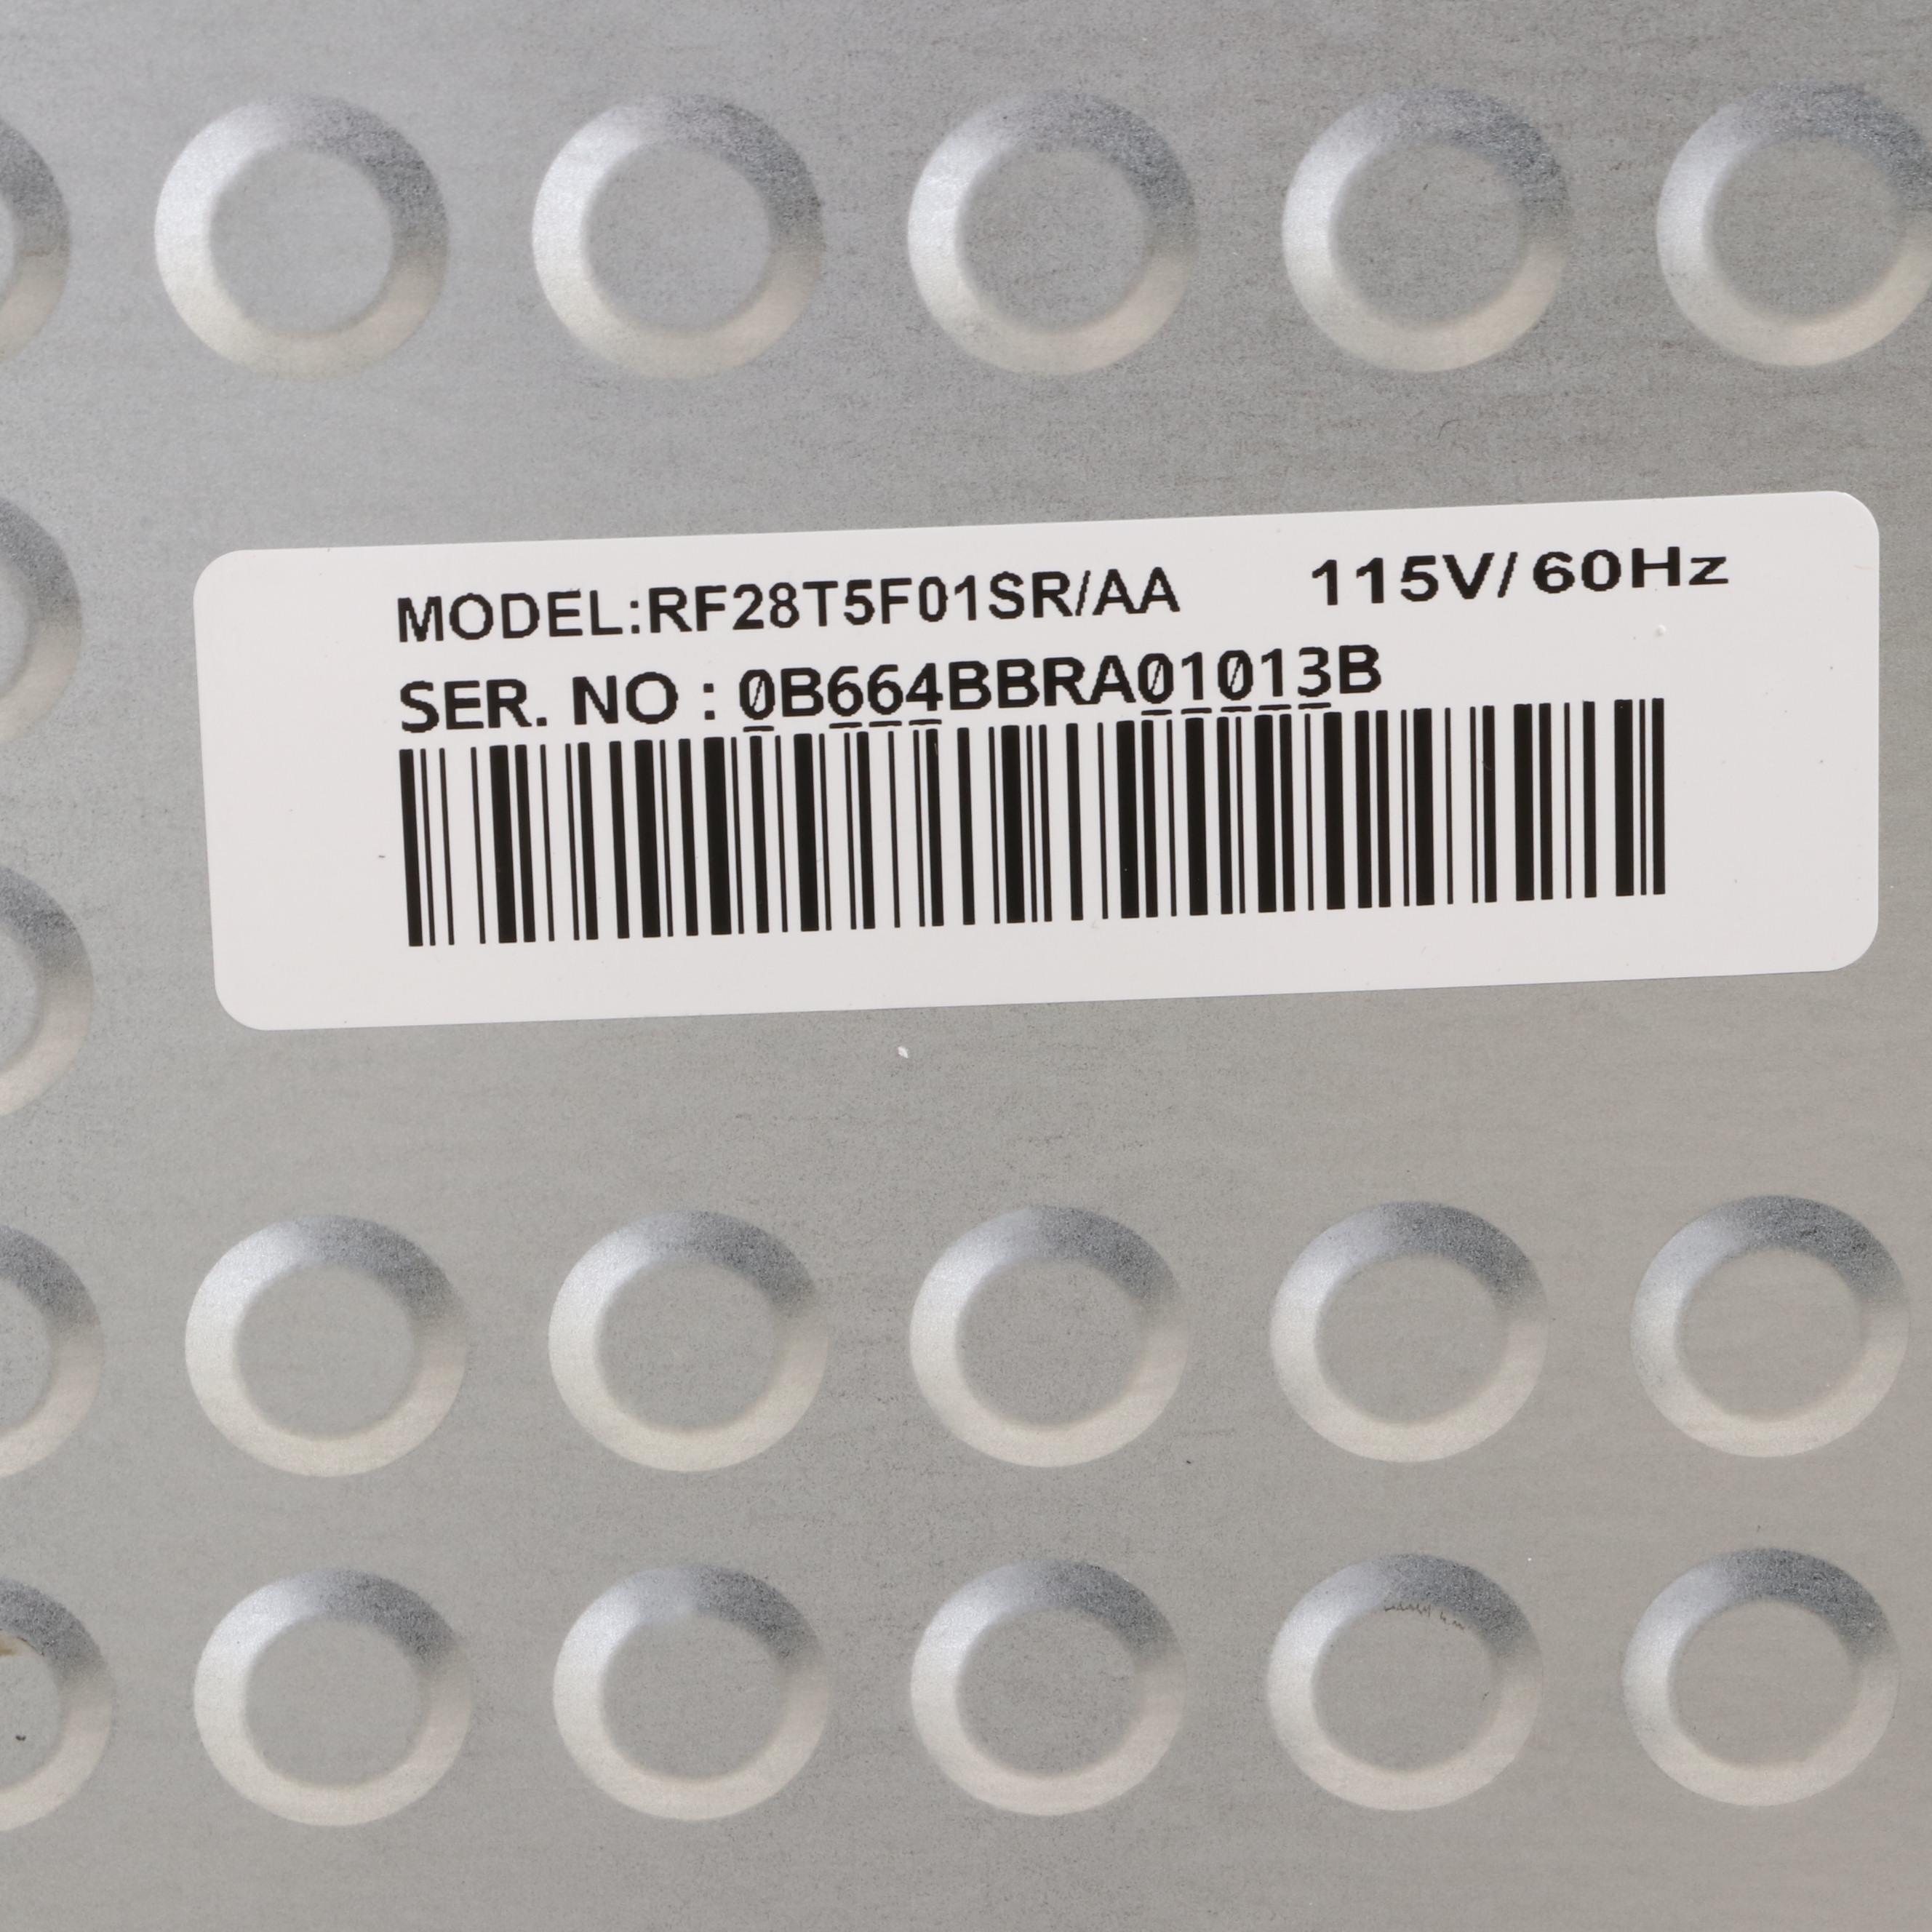 MODEL:RF28T5F01SR/AA 115V/60Hz
SER. NO : 0B664BBRA01013B